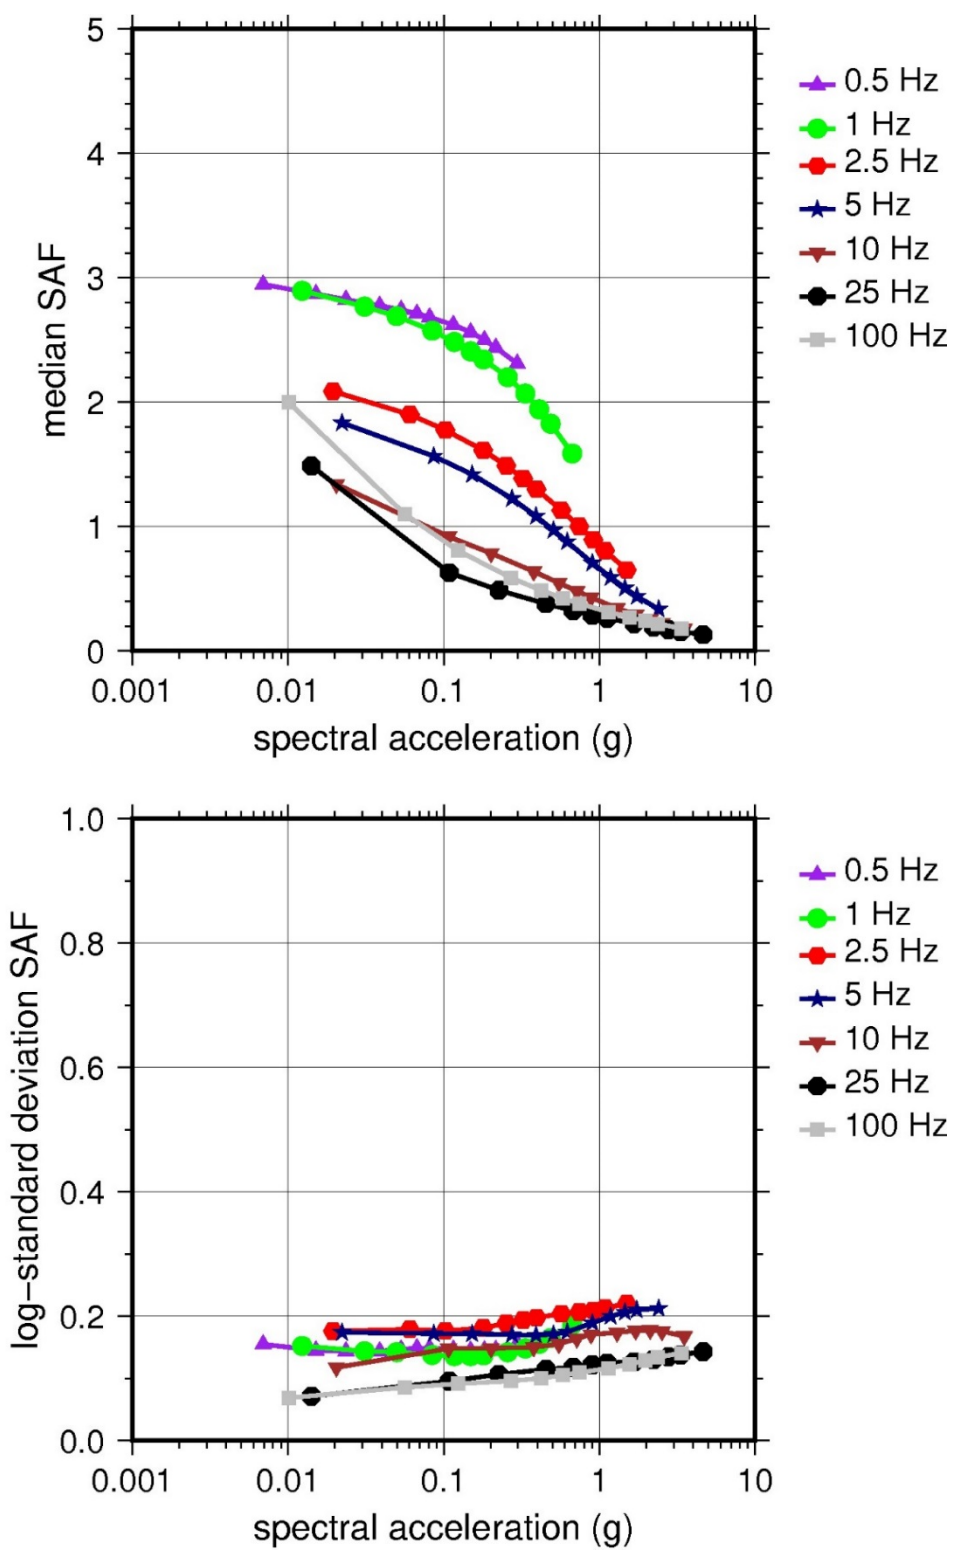 5
4
3
2
1
0
median SAF
0.001 0.01 0.1 1 10
spectral acceleration (g)
0.5 Hz
1 Hz
2.5 Hz
5 Hz
10 Hz
25 Hz
100 Hz
1.0
0.8
0.6
0.4
0.2
0.0
log−standard deviation SAF
0.001 0.01 0.1 1 10
spectral acceleration (g)
0.5 Hz
1 Hz
2.5 Hz
5 Hz
10 Hz
25 Hz
100 Hz